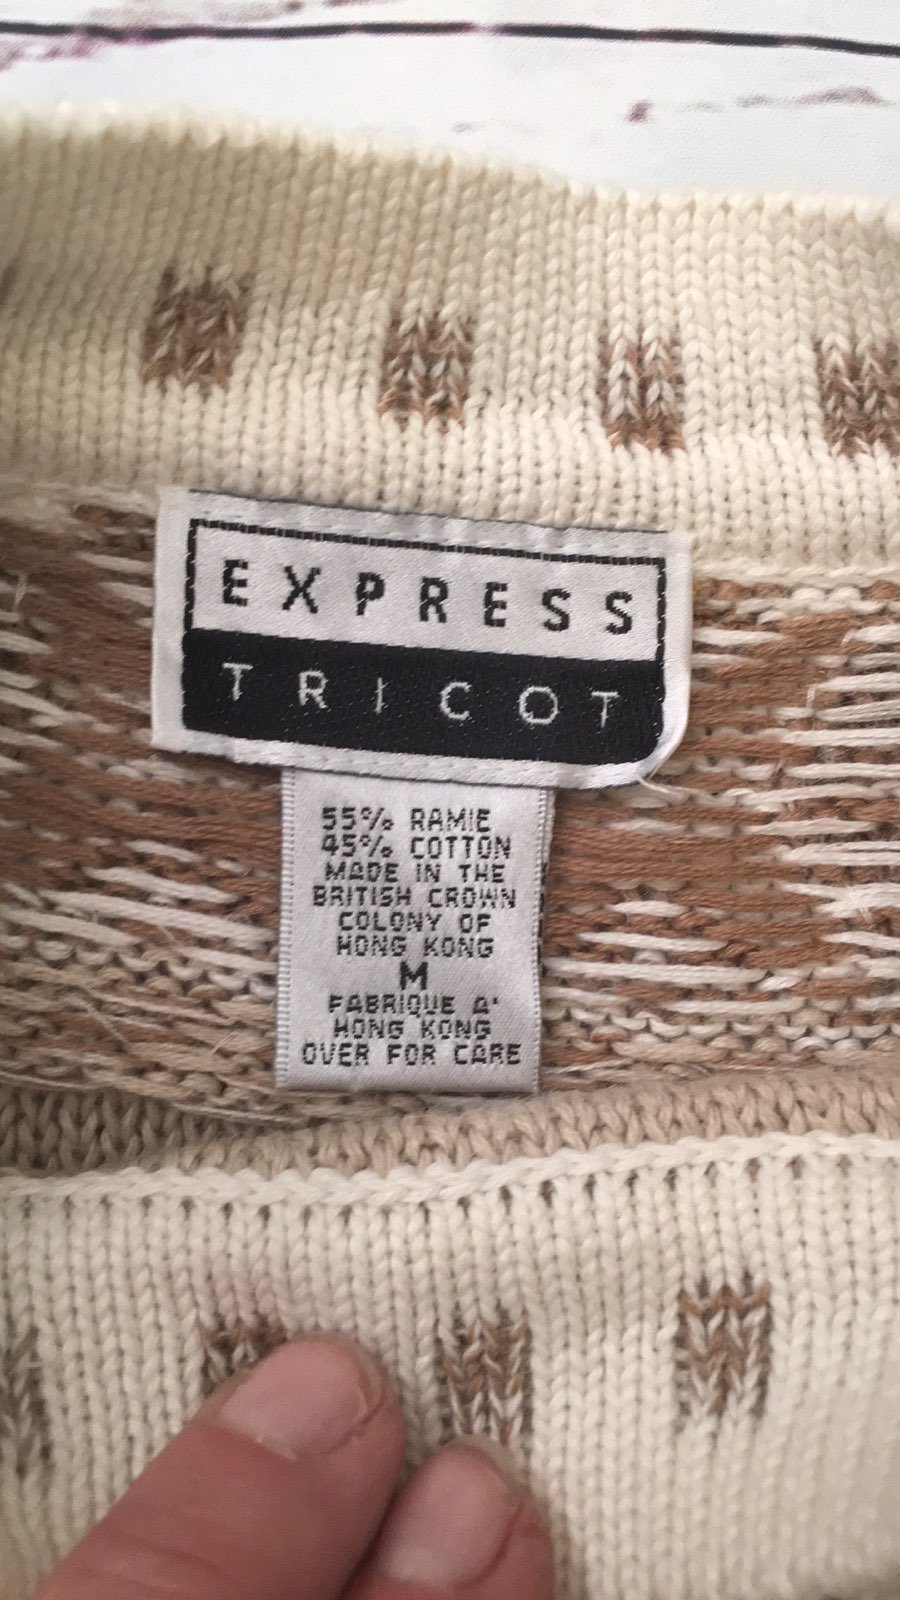 EXPRESS
TRICOT
55% RAMIE
45% COTTON
MADE IN THE
BRITISH CROWN
COLONY OF
HONG KONG
M
FABRIQUE A'
HONG KONG
OVER FOR CARE